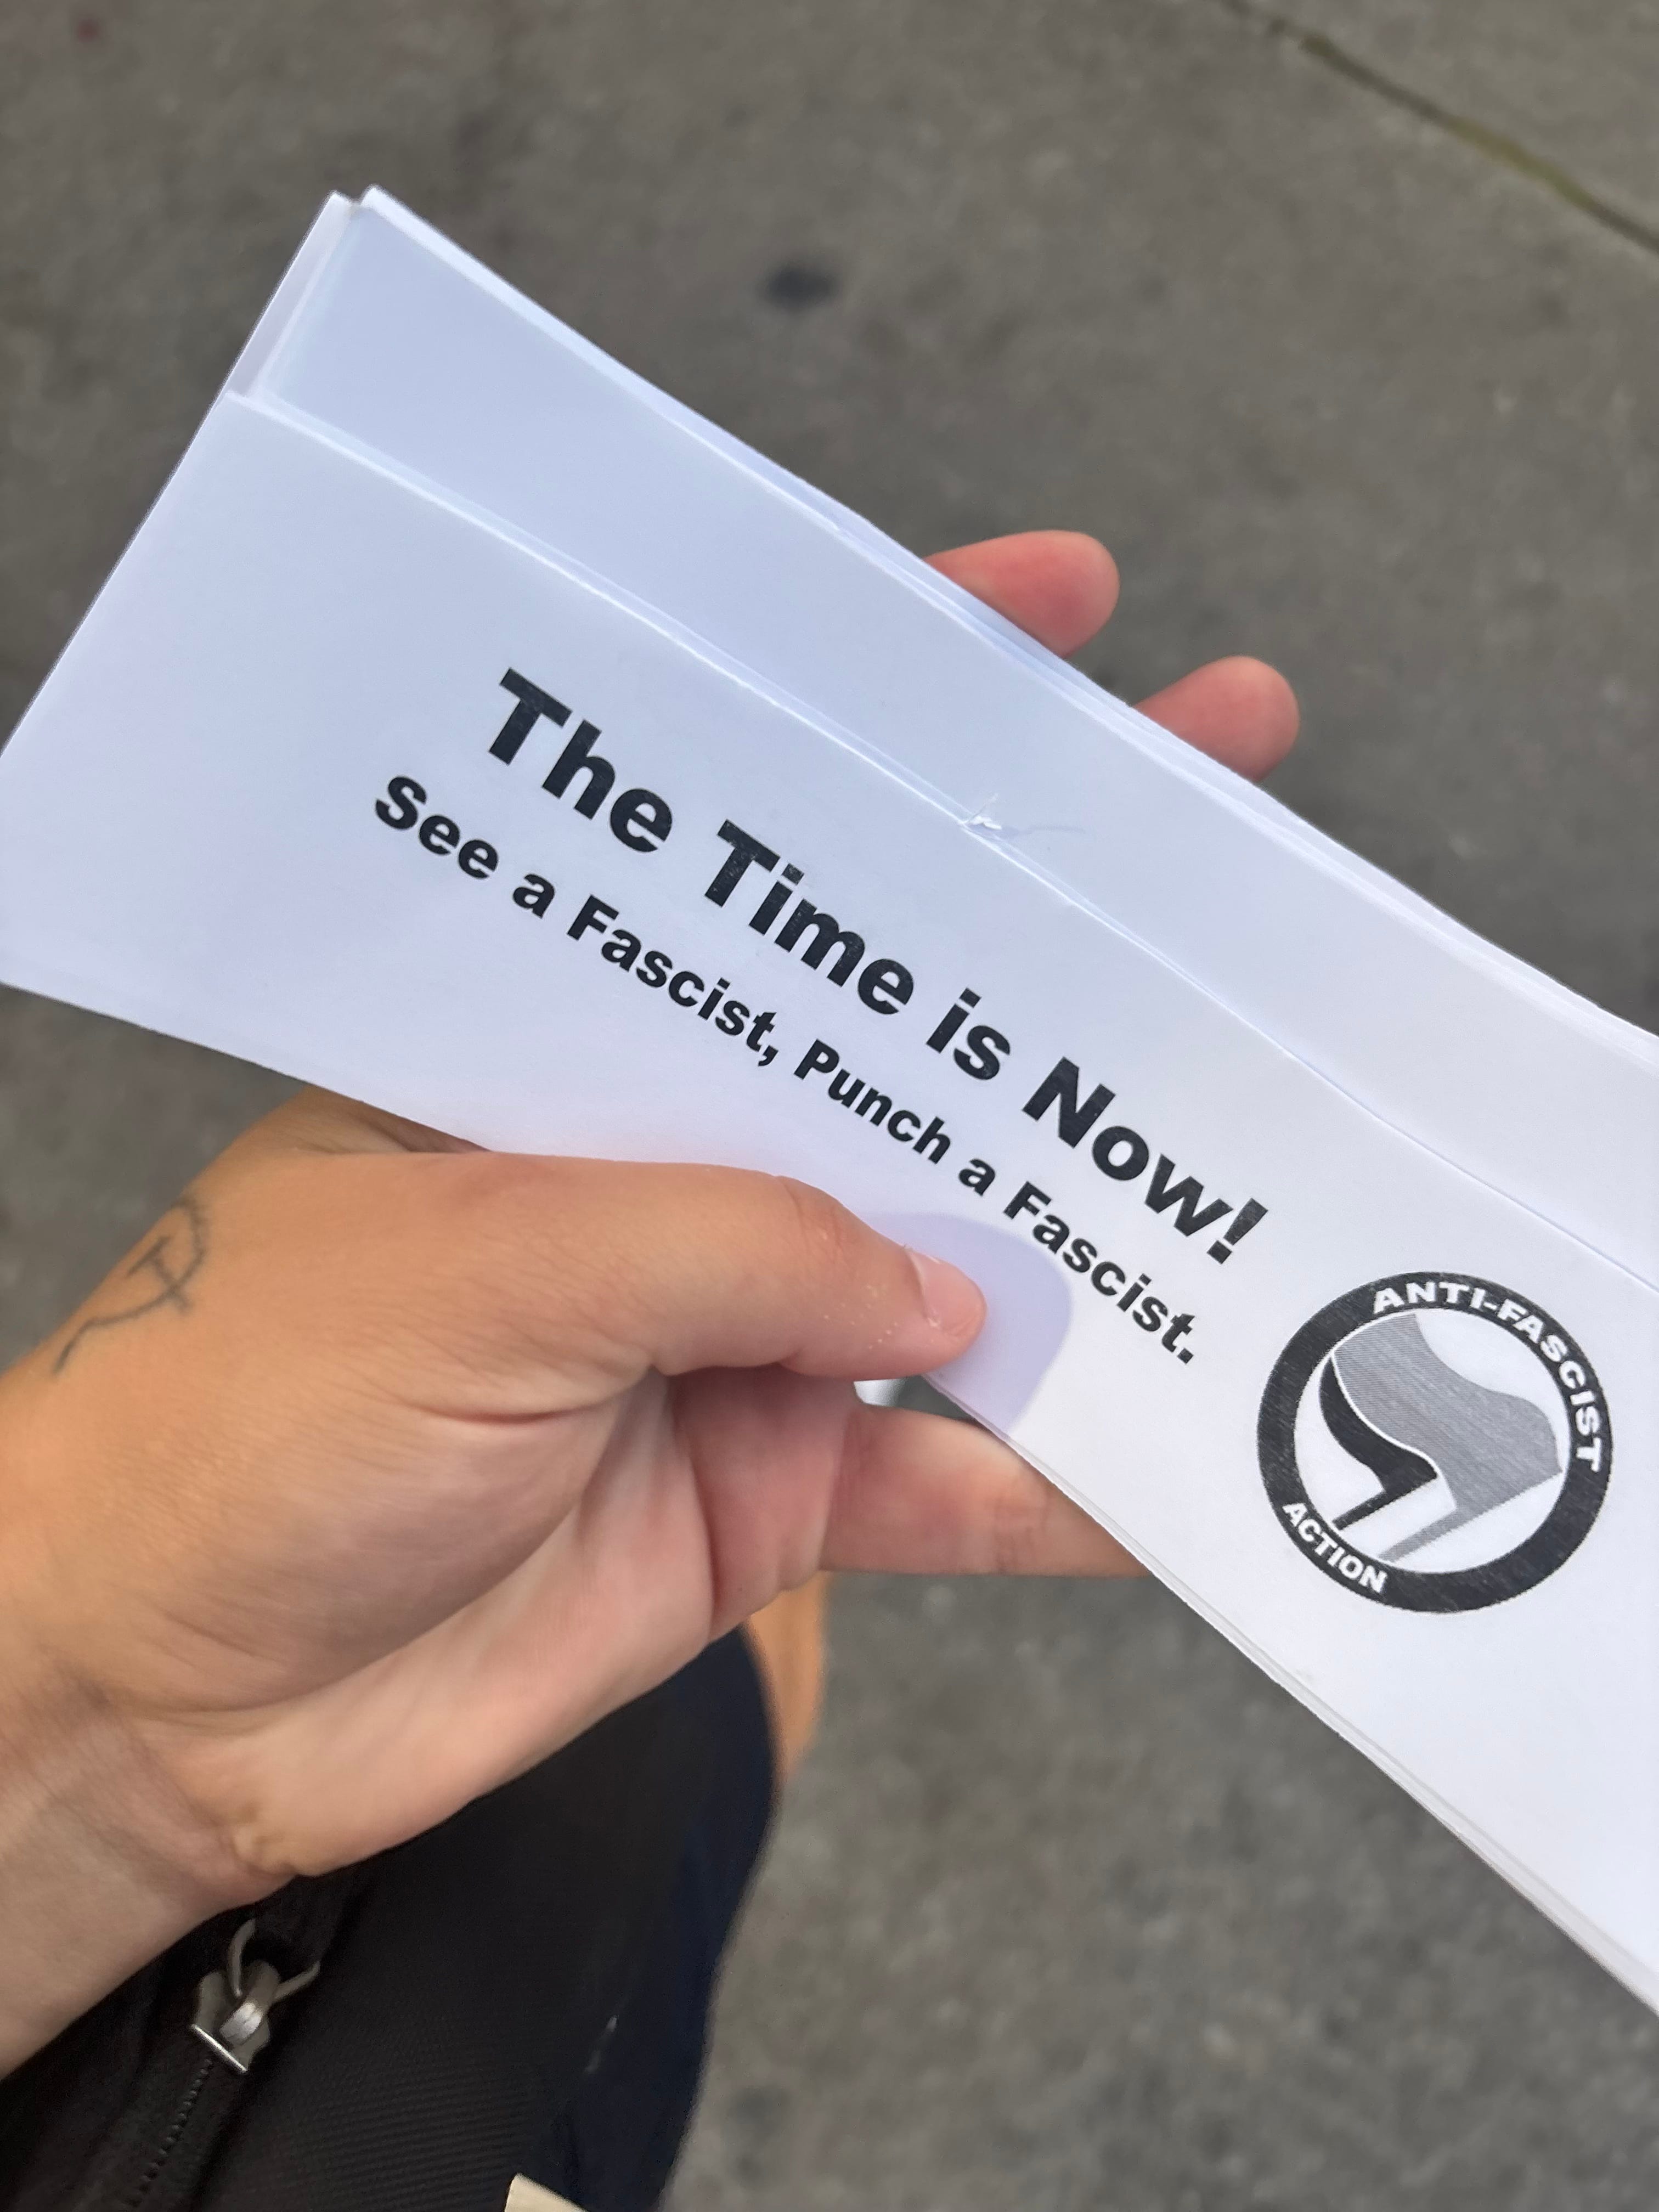 The Time is Now!
See a Fascist, Punch a Fascist.
ANTI-FASCIST
ACTION